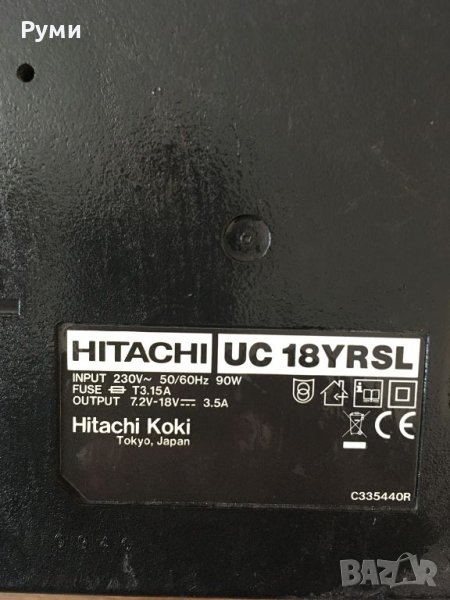 Руми
HITACHI UC 18YRSL
INPUT 230V~ 50/60Hz 90W
FUSE T3.15A
OUTPUT 7.2V-18V⎓ 3.5A
Hitachi Koki
Tokyo, Japan
CE
C335440R
BAZAR